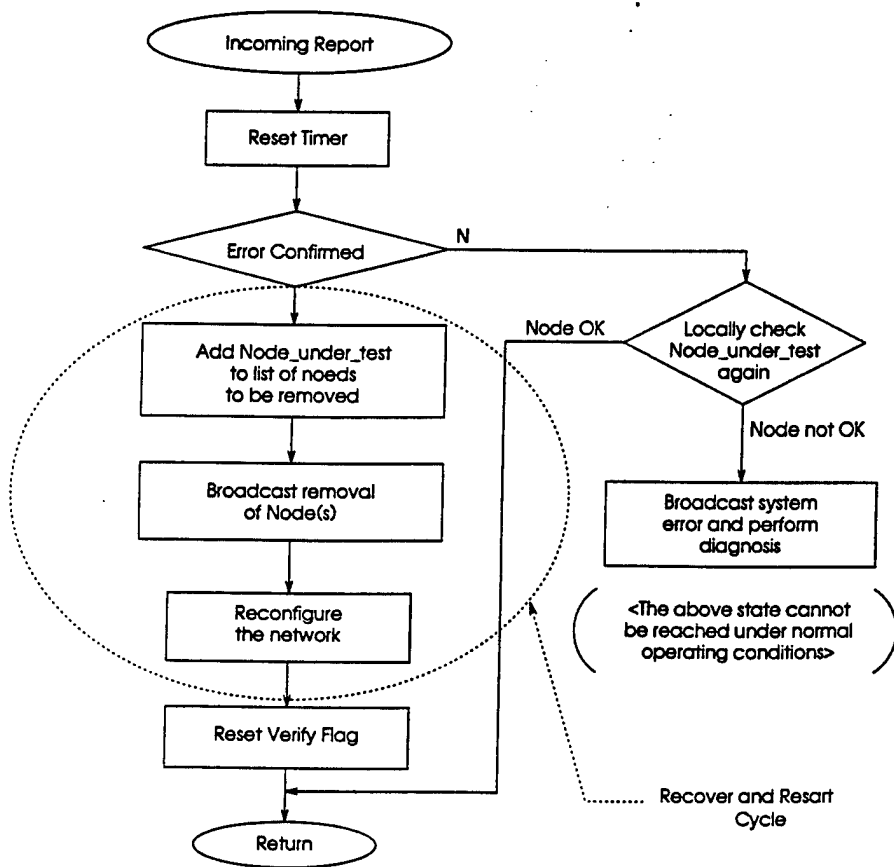 Incoming Report
Reset Timer
Error Confirmed
N
Add Node_under_test
to list of noeds
to be removed
Broadcast removal
of Node(s)
Reconfigure
the network
Reset Verify Flag
Return
Node OK
Locally check
Node_under_test
again
Node not OK
Broadcast system
error and perform
diagnosis
<The above state cannot
be reached under normal
operating conditions>
Recover and Resart
Cycle